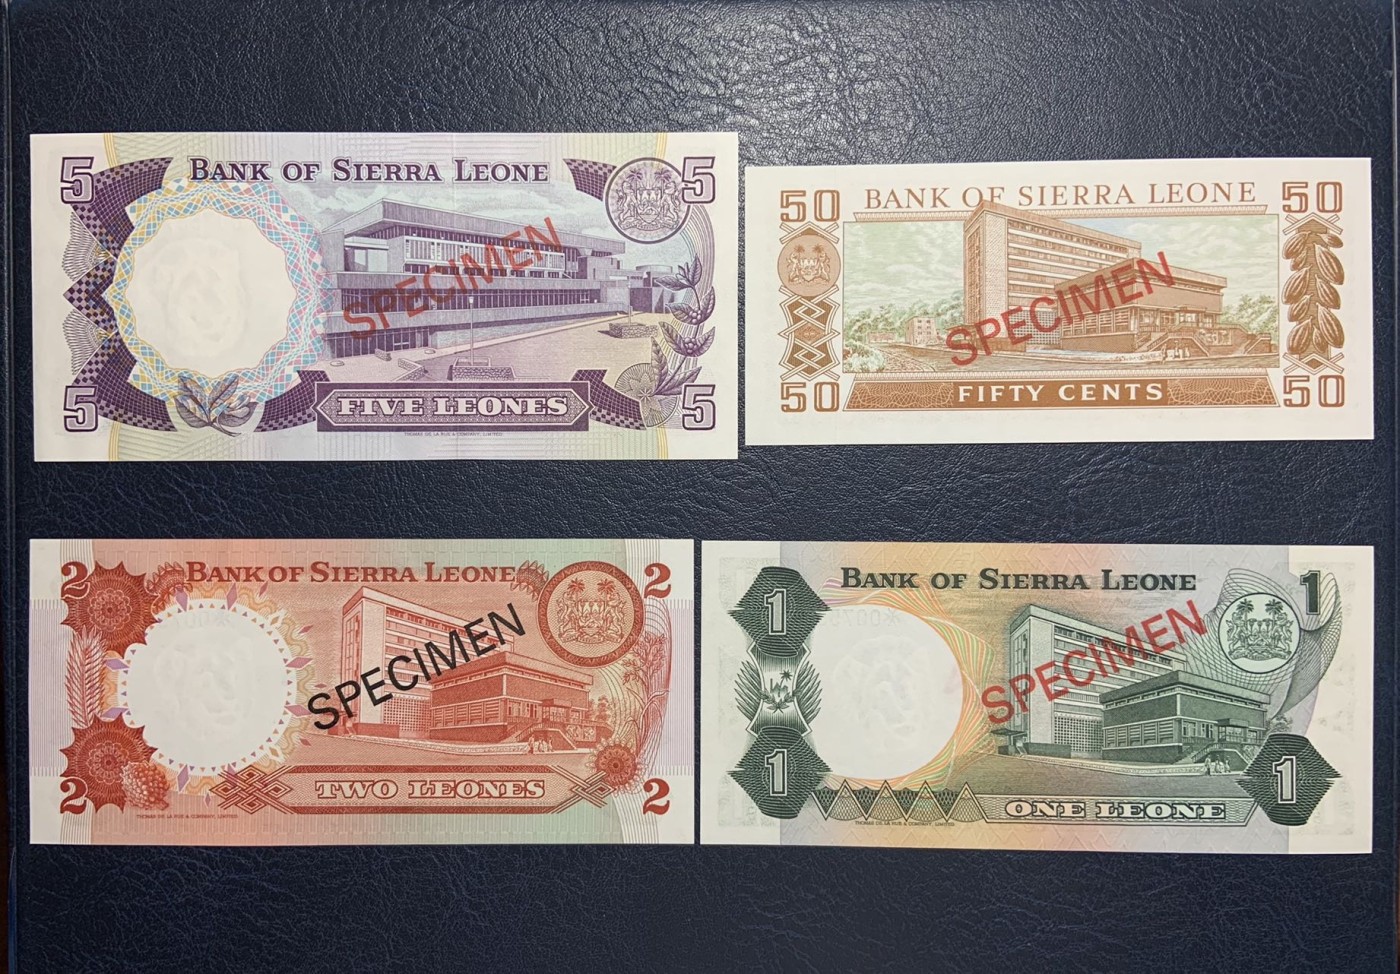 5 BANK OF SIERRA LEONE 5
SPECIMEN
5 FIVE LEONES 5
THOMAS DE LA RUE & COMPANY, LIMITED.
50 BANK OF SIERRA LEONE 50
SPECIMEN
50 FIFTY CENTS 50
2 BANK OF SIERRA LEONE 2
SPECIMEN
2 TWO LEONES 2
THOMAS DE LA RUE & COMPANY, LIMITED.
1 BANK OF SIERRA LEONE 1
SPECIMEN
1 ONE LEONE 1
THOMAS DE LA RUE & COMPANY, LIMITED.